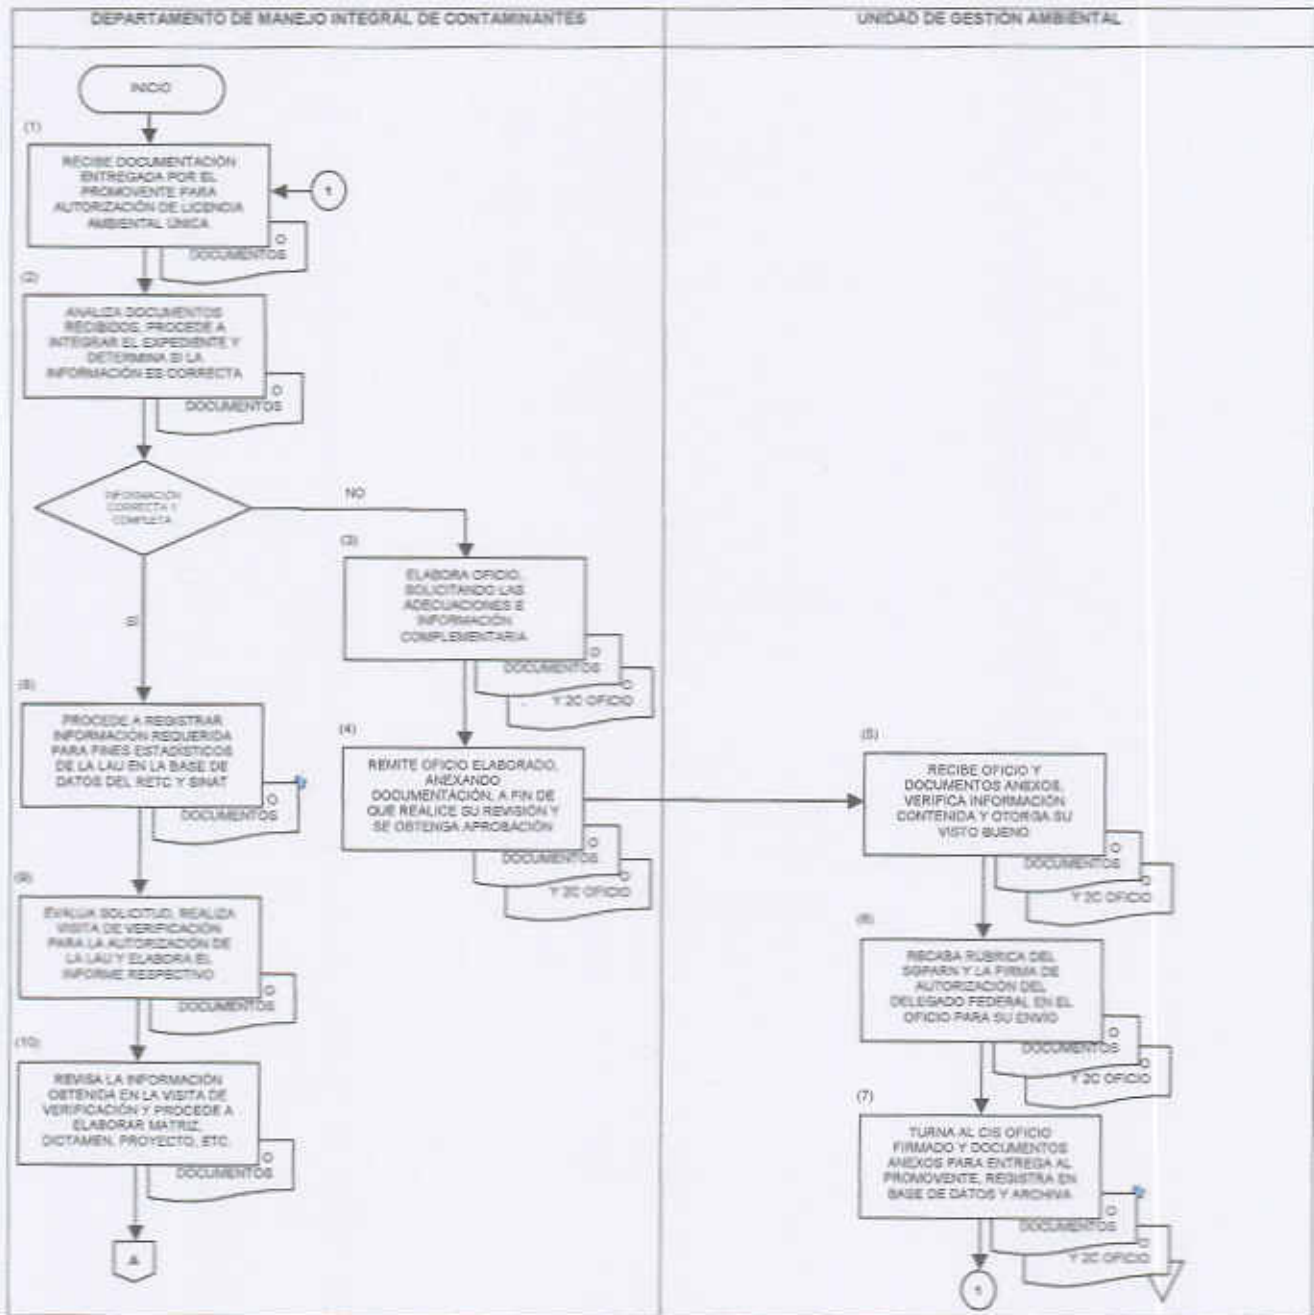 DEPARTAMENTO DE MANEJO INTEGRAL DE CONTAMINANTES
UNIDAD DE GESTIÓN AMBIENTAL
INICIO
(1)
RECIBE DOCUMENTACIÓN
ENTREGADA POR EL
PROMOVENTE PARA
AUTORIZACIÓN DE LICENCIA
AMBIENTAL ÚNICA
1
O
DOCUMENTOS
(2)
ANALIZA DOCUMENTOS
RECIBIDOS, PROCEDE A
INTEGRAR EL EXPEDIENTE Y
DETERMINA SI LA
INFORMACIÓN ES CORRECTA
O
DOCUMENTOS
INFORMACIÓN
CORRECTA Y
COMPLETA
NO
SI
(3)
ELABORA OFICIO,
SOLICITANDO LAS
ADECUACIONES E
INFORMACIÓN
COMPLEMENTARIA
O
DOCUMENTOS
O
Y 2C OFICIO
(4)
REMITE OFICIO ELABORADO,
ANEXANDO
DOCUMENTACIÓN, A FIN DE
QUE REALICE SU REVISIÓN Y
SE OBTENGA APROBACIÓN
O
DOCUMENTOS
O
Y 2C OFICIO
(5)
RECIBE OFICIO Y
DOCUMENTOS ANEXOS,
VERIFICA INFORMACIÓN
CONTENIDA Y OTORGA SU
VISTO BUENO
O
DOCUMENTOS
O
Y 2C OFICIO
(6)
RECABA RÚBRICA DEL
SGPARN Y LA FIRMA DE
AUTORIZACIÓN DEL
DELEGADO FEDERAL EN EL
OFICIO PARA SU ENVÍO
O
DOCUMENTOS
O
Y 2C OFICIO
(7)
TURNA AL CIS OFICIO
FIRMADO Y DOCUMENTOS
ANEXOS PARA ENTREGA AL
PROMOVENTE, REGISTRA EN
BASE DE DATOS Y ARCHIVA
O
DOCUMENTOS
O
Y 2C OFICIO
1
(8)
PROCEDE A REGISTRAR
INFORMACIÓN REQUERIDA
PARA FINES ESTADÍSTICOS
DE LA LAU EN LA BASE DE
DATOS DEL RETC Y SINAT
O
DOCUMENTOS
(9)
EVALÚA SOLICITUD, REALIZA
VISITA DE VERIFICACIÓN
PARA LA AUTORIZACIÓN DE
LA LAU Y ELABORA EL
INFORME RESPECTIVO
O
DOCUMENTOS
(10)
REVISA LA INFORMACIÓN
OBTENIDA EN LA VISITA DE
VERIFICACIÓN Y PROCEDE A
ELABORAR MATRIZ,
DICTAMEN, PROYECTO, ETC.
O
DOCUMENTOS
A